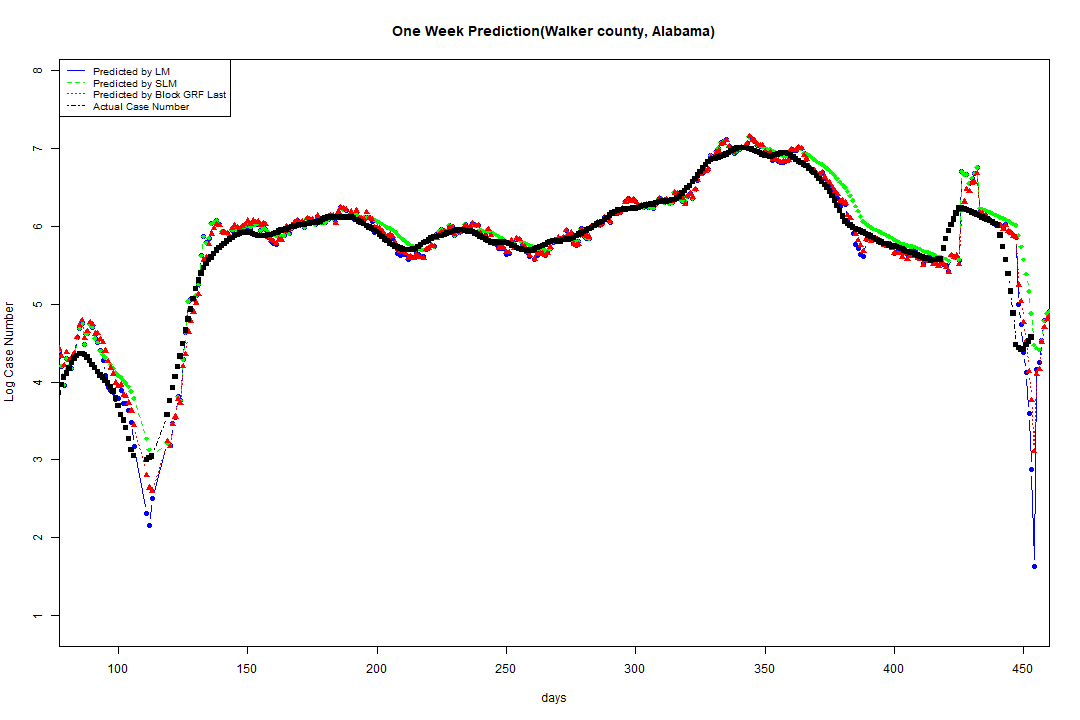 One Week Prediction(Walker county, Alabama)
Predicted by LM
Predicted by SLM
Predicted by Block GRF Last
Actual Case Number
Log Case Number
8
7
6
5
4
3
2
1
100 150 200 250 300 350 400 450
days